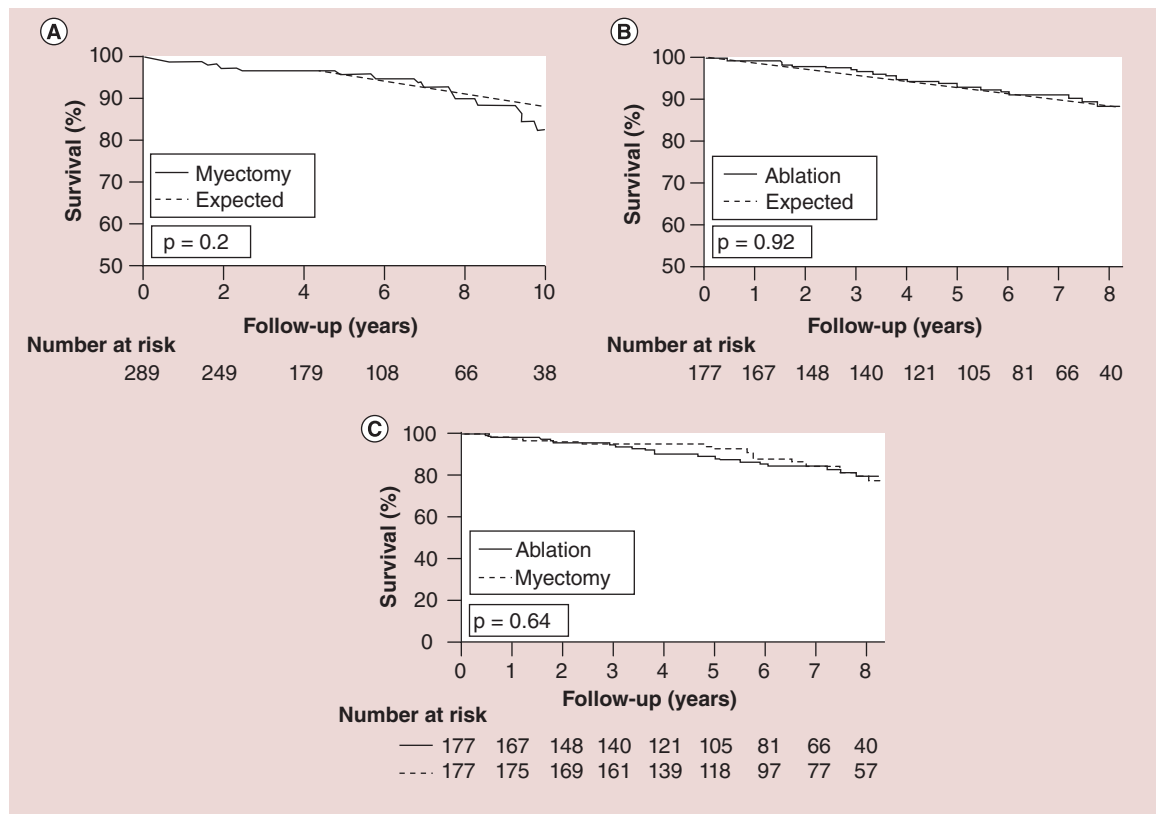 A
100
90
80
70
60
50
Survival (%)
Myectomy
Expected
p = 0.2
0 2 4 6 8 10
Follow-up (years)
Number at risk
289 249 179 108 66 38
B
100
90
80
70
60
50
Survival (%)
Ablation
Expected
p = 0.92
0 1 2 3 4 5 6 7 8
Follow-up (years)
Number at risk
177 167 148 140 121 105 81 66 40
C
100
80
60
40
20
0
Survival (%)
Ablation
Myectomy
p = 0.64
0 1 2 3 4 5 6 7 8
Follow-up (years)
Number at risk
177 167 148 140 121 105 81 66 40
177 175 169 161 139 118 97 77 57